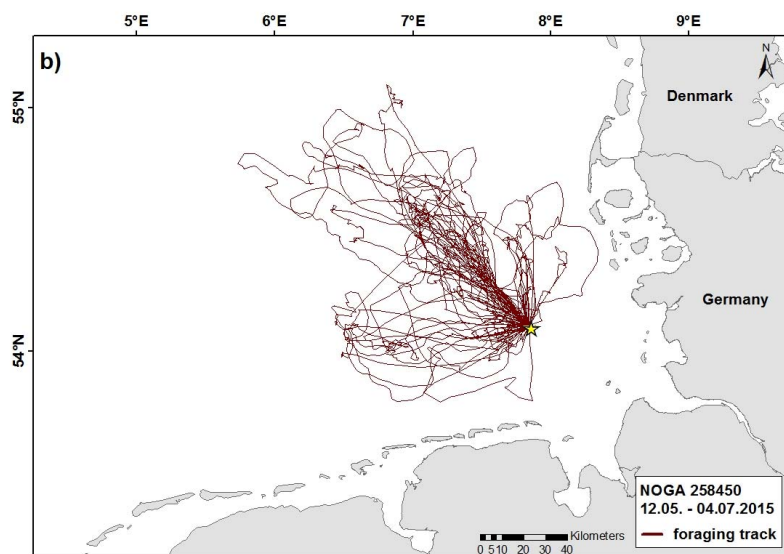 5°E 6°E 7°E 8°E 9°E
b)
N
55°N
Denmark
Germany
54°N
NOGA 258450
12.05. - 04.07.2015
foraging track
Kilometers
0 5 10 20 30 40